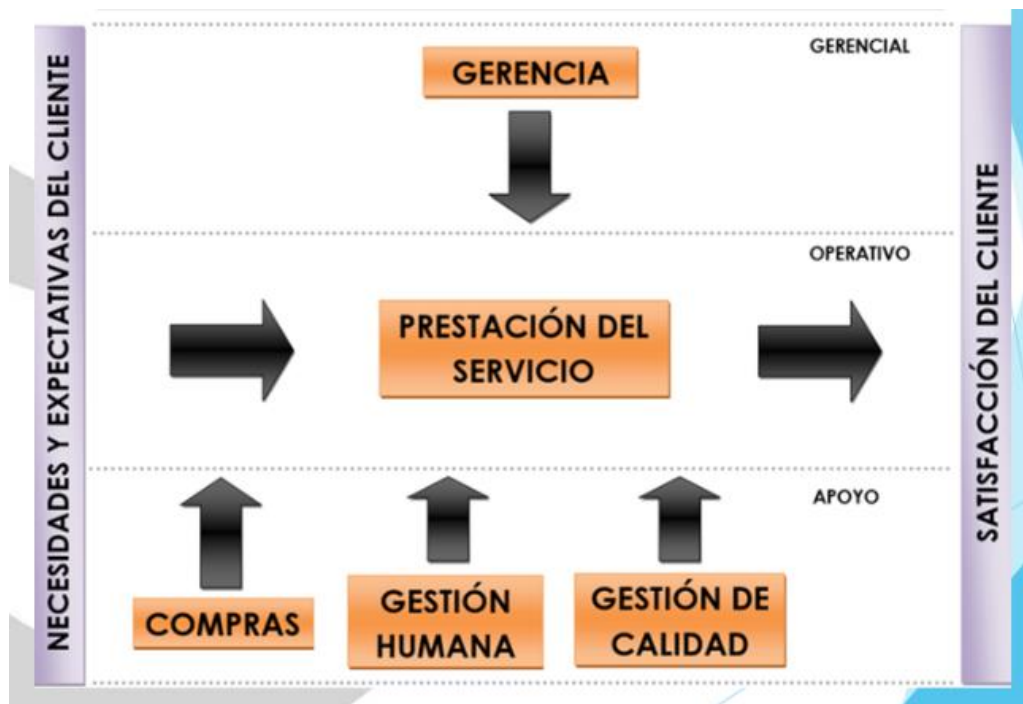 NECESIDADES Y EXPECTATIVAS DEL CLIENTE
GERENCIAL
GERENCIA
OPERATIVO
PRESTACIÓN DEL
SERVICIO
APOYO
COMPRAS
GESTIÓN
HUMANA
GESTIÓN DE
CALIDAD
SATISFACCIÓN DEL CLIENTE